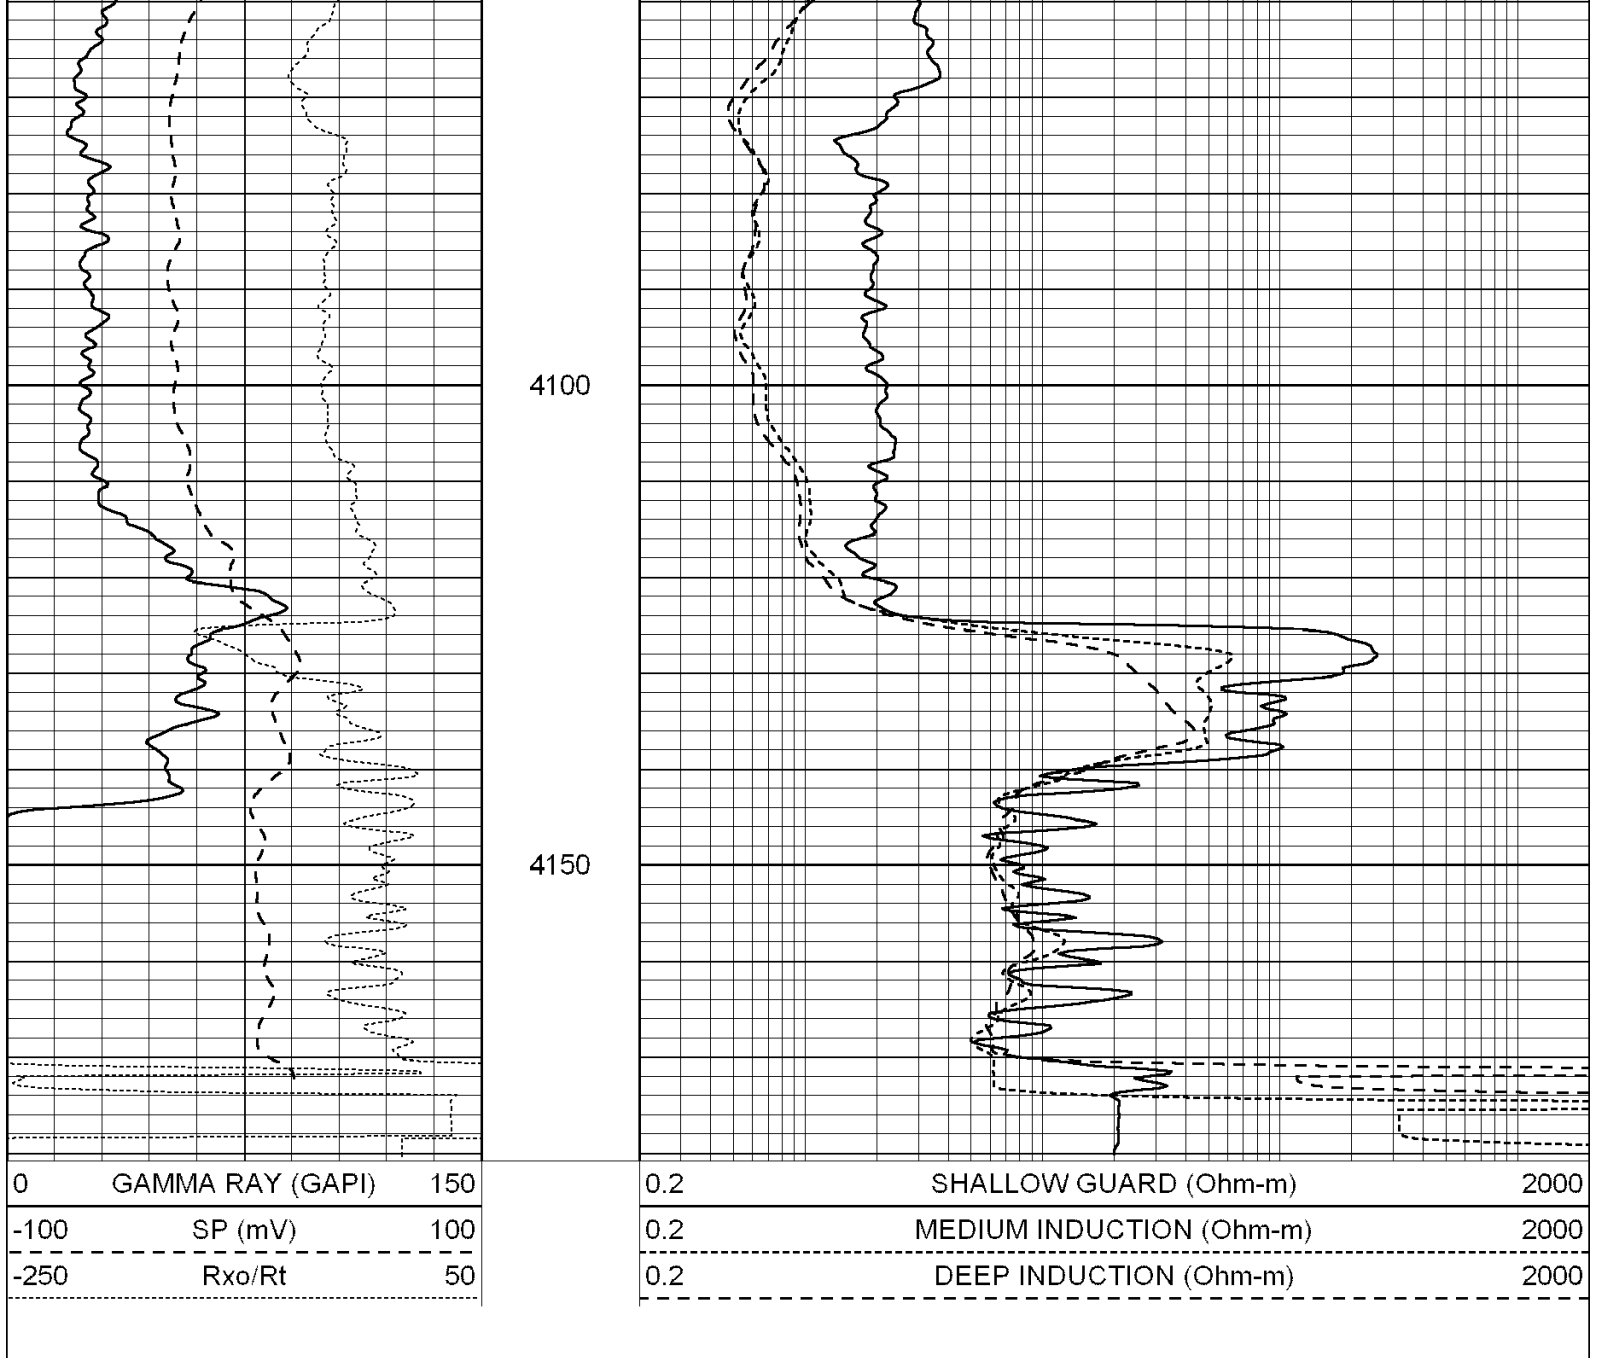 4100
4150
0 GAMMA RAY (GAPI) 150
0.2 SHALLOW GUARD (Ohm-m) 2000
-100 SP (mV) 100
0.2 MEDIUM INDUCTION (Ohm-m) 2000
-250 Rxo/Rt 50
0.2 DEEP INDUCTION (Ohm-m) 2000